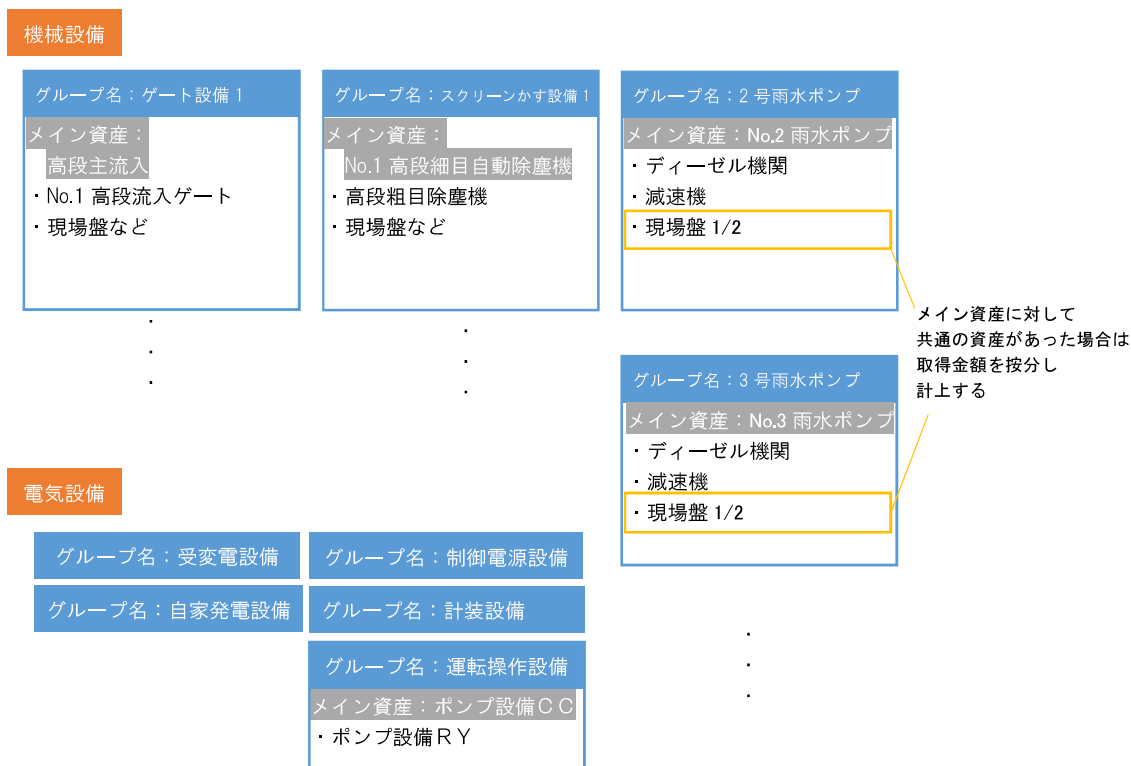 機械設備
グループ名：ゲート設備１
メイン資産：
高段主流入
・No.1 高段流入ゲート
・現場盤など
グループ名：スクリーンかす設備１
メイン資産：
No.1 高段細目自動除塵機
・高段粗目除塵機
・現場盤など
グループ名：２号雨水ポンプ
メイン資産：No.2 雨水ポンプ
・ディーゼル機関
・減速機
・現場盤 1/2
メイン資産に対して
共通の資産があった場合は
取得金額を按分し
計上する
グループ名：３号雨水ポンプ
メイン資産：No.3 雨水ポンプ
・ディーゼル機関
・減速機
・現場盤 1/2
電気設備
グループ名：受変電設備
グループ名：制御電源設備
グループ名：自家発電設備
グループ名：計装設備
グループ名：運転操作設備
メイン資産：ポンプ設備ＣＣ
・ポンプ設備ＲＹ